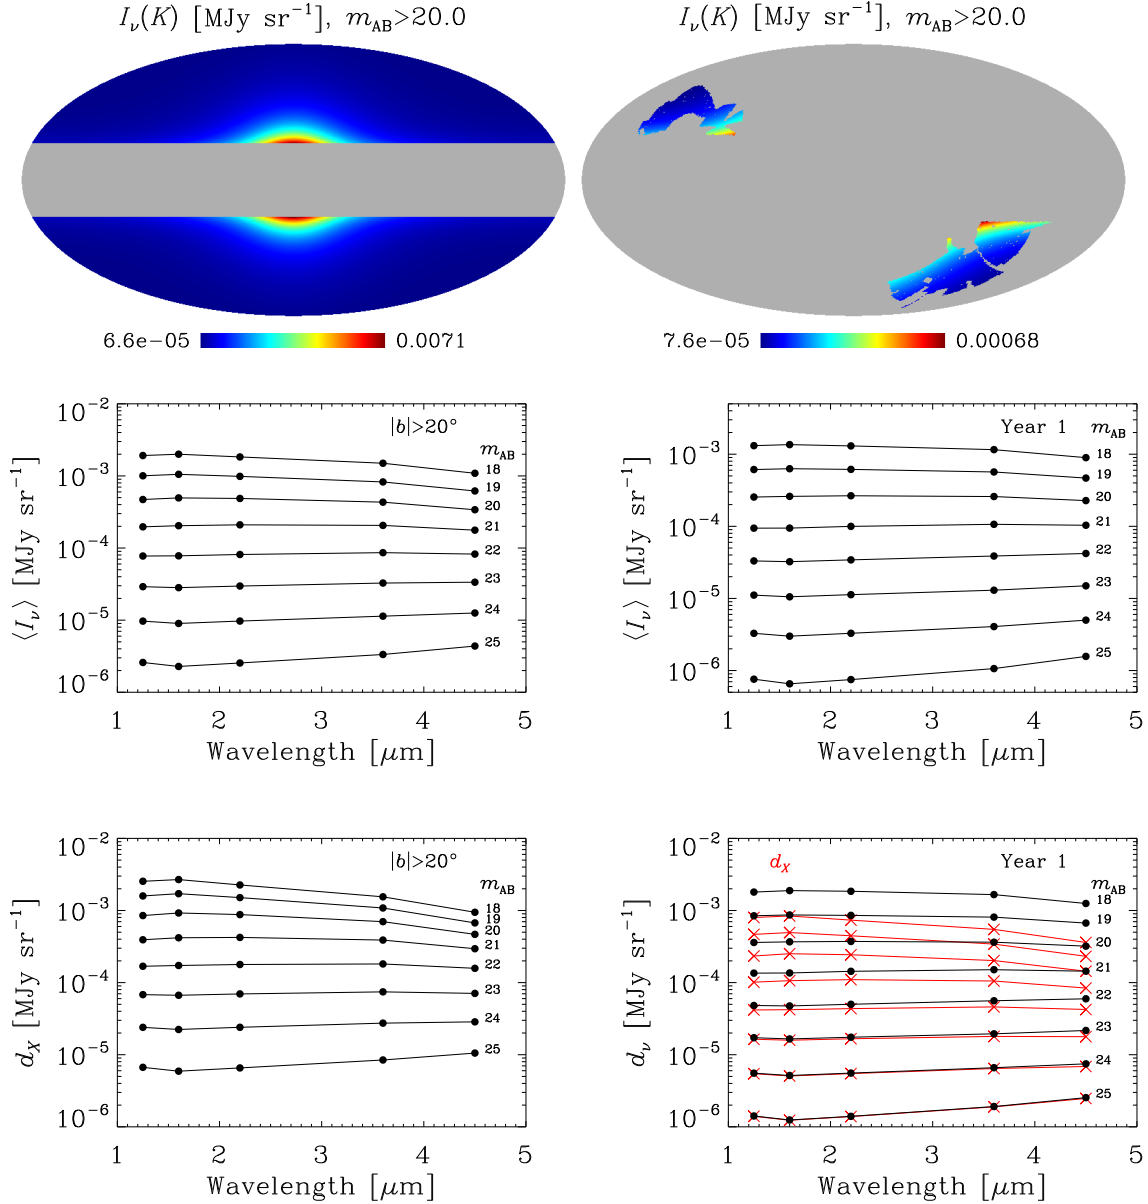 I_ν(K) [MJy sr⁻¹], m_AB>20.0
I_ν(K) [MJy sr⁻¹], m_AB>20.0
6.6e−05
0.0071
7.6e−05
0.00068
10⁻²
10⁻³
10⁻⁴
10⁻⁵
10⁻⁶
⟨I_ν⟩ [MJy sr⁻¹]
|b|>20°
m_AB
18
19
20
21
22
23
24
25
1 2 3 4 5
Wavelength [μm]
10⁻³
10⁻⁴
10⁻⁵
10⁻⁶
⟨I_ν⟩ [MJy sr⁻¹]
Year 1
m_AB
18
19
20
21
22
23
24
25
1 2 3 4 5
Wavelength [μm]
10⁻²
10⁻³
10⁻⁴
10⁻⁵
10⁻⁶
d_X [MJy sr⁻¹]
|b|>20°
m_AB
18
19
20
21
22
23
24
25
1 2 3 4 5
Wavelength [μm]
10⁻²
10⁻³
10⁻⁴
10⁻⁵
10⁻⁶
d_ν [MJy sr⁻¹]
d_X
Year 1
m_AB
18
19
20
21
22
23
24
25
1 2 3 4 5
Wavelength [μm]